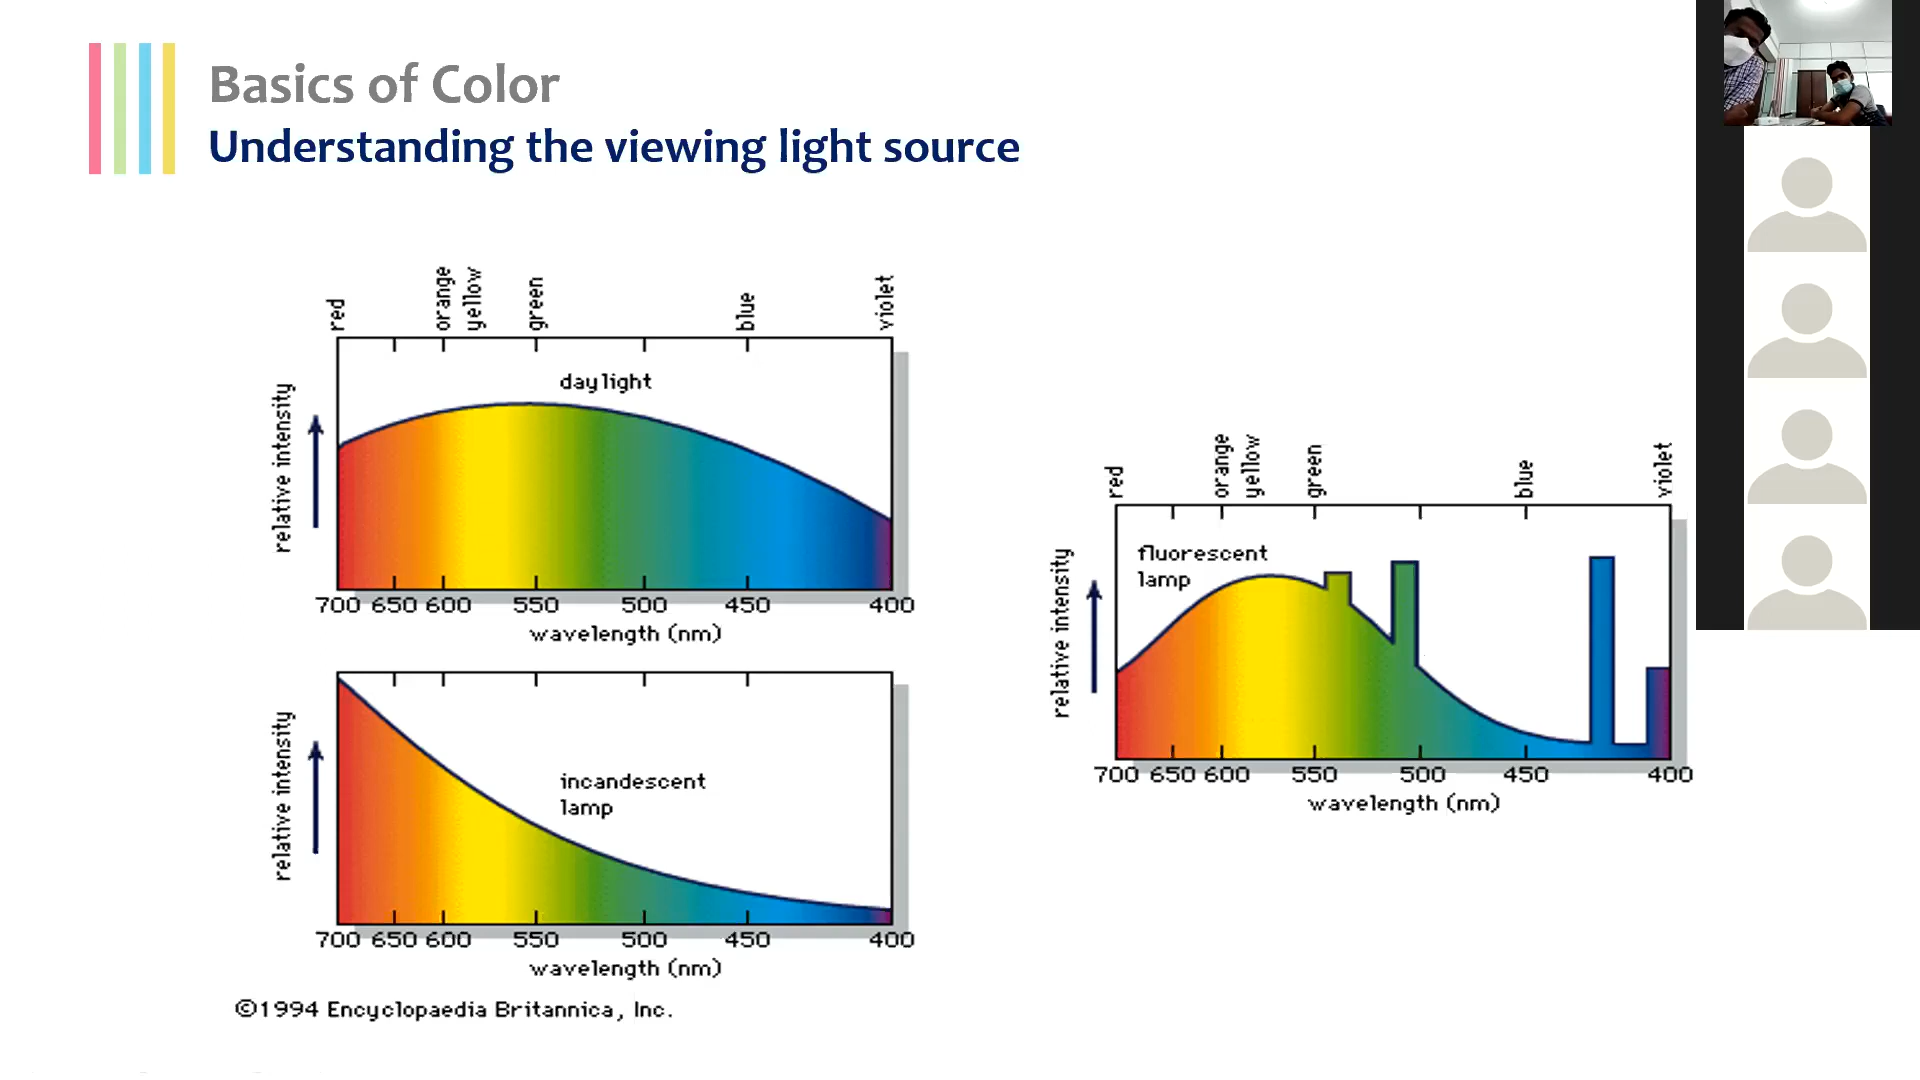 Basics of Color
Understanding the viewing light source
red
orange
yellow
green
blue
violet
relative intensity
daylight
700 650 600 550 500 450 400
wavelength (nm)
relative intensity
incandescent
lamp
700 650 600 550 500 450 400
wavelength (nm)
©1994 Encyclopaedia Britannica, Inc.
red
orange
yellow
green
blue
violet
relative intensity
fluorescent
lamp
700 650 600 550 500 450 400
wavelength (nm)